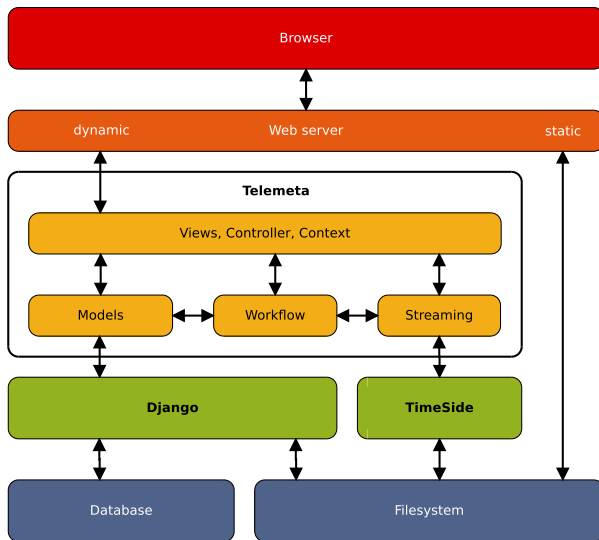 Browser
dynamic Web server static
Telemeta
Views, Controller, Context
Models Workflow Streaming
Django TimeSide
Database Filesystem